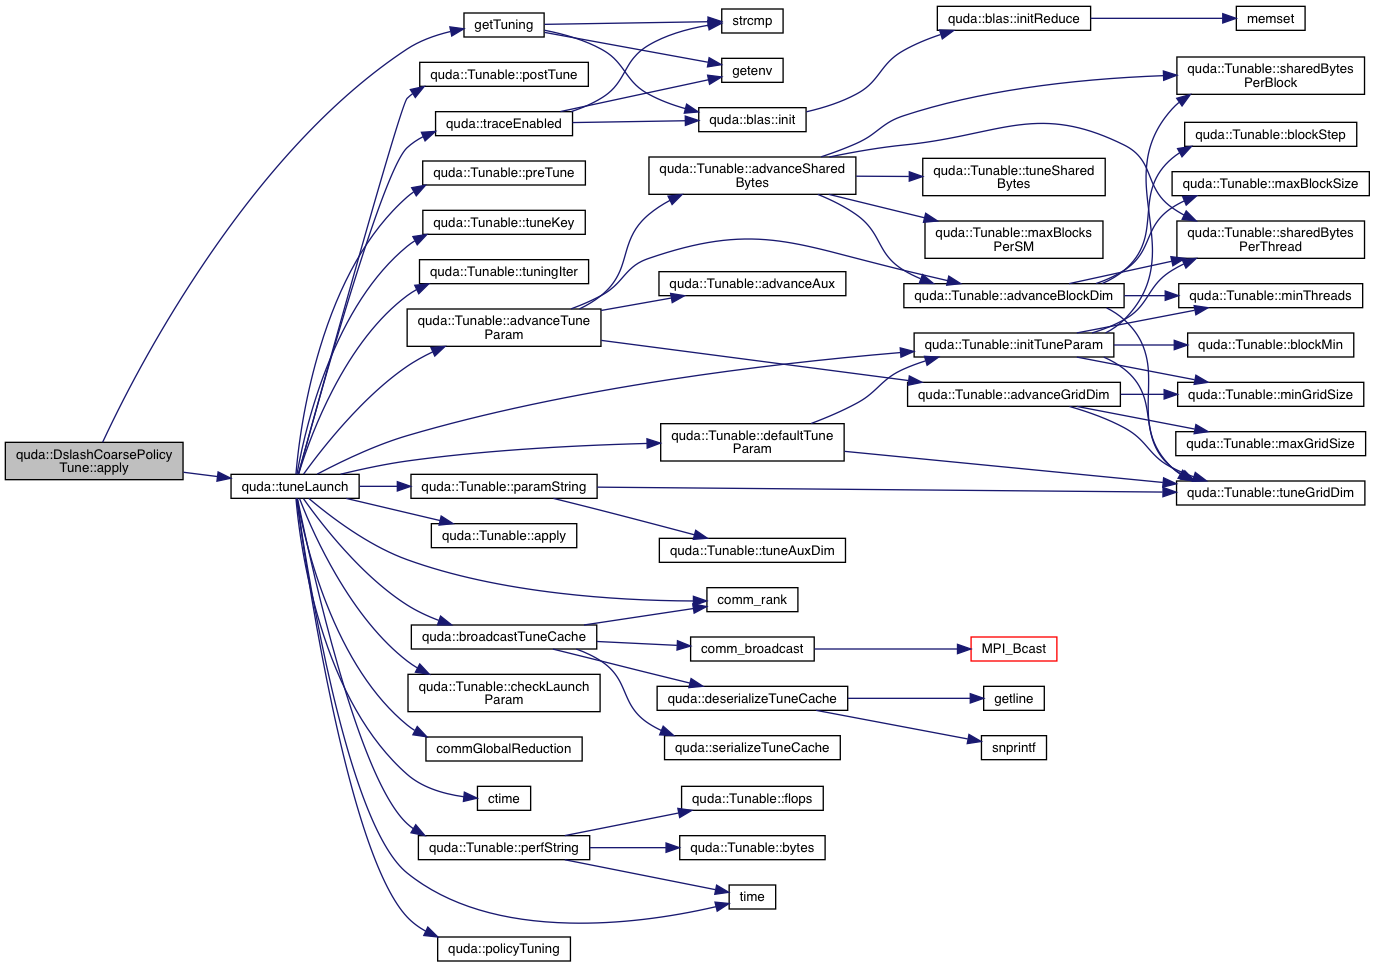 getTuning
strcmp
quda::blas::initReduce
memset
quda::Tunable::postTune
getenv
quda::Tunable::sharedBytes
PerBlock
quda::traceEnabled
quda::blas::init
quda::Tunable::blockStep
quda::Tunable::preTune
quda::Tunable::advanceShared
Bytes
quda::Tunable::tuneShared
Bytes
quda::Tunable::maxBlockSize
quda::Tunable::tuneKey
quda::Tunable::maxBlocks
PerSM
quda::Tunable::sharedBytes
PerThread
quda::Tunable::tuningIter
quda::Tunable::advanceAux
quda::Tunable::advanceBlockDim
quda::Tunable::minThreads
quda::Tunable::advanceTune
Param
quda::Tunable::initTuneParam
quda::Tunable::blockMin
quda::Tunable::advanceGridDim
quda::Tunable::minGridSize
quda::DslashCoarsePolicy
Tune::apply
quda::Tunable::defaultTune
Param
quda::Tunable::maxGridSize
quda::tuneLaunch
quda::Tunable::paramString
quda::Tunable::tuneGridDim
quda::Tunable::apply
quda::Tunable::tuneAuxDim
comm_rank
quda::broadcastTuneCache
comm_broadcast
MPI_Bcast
quda::Tunable::checkLaunch
Param
quda::deserializeTuneCache
getline
commGlobalReduction
quda::serializeTuneCache
snprintf
ctime
quda::Tunable::flops
quda::Tunable::perfString
quda::Tunable::bytes
time
quda::policyTuning